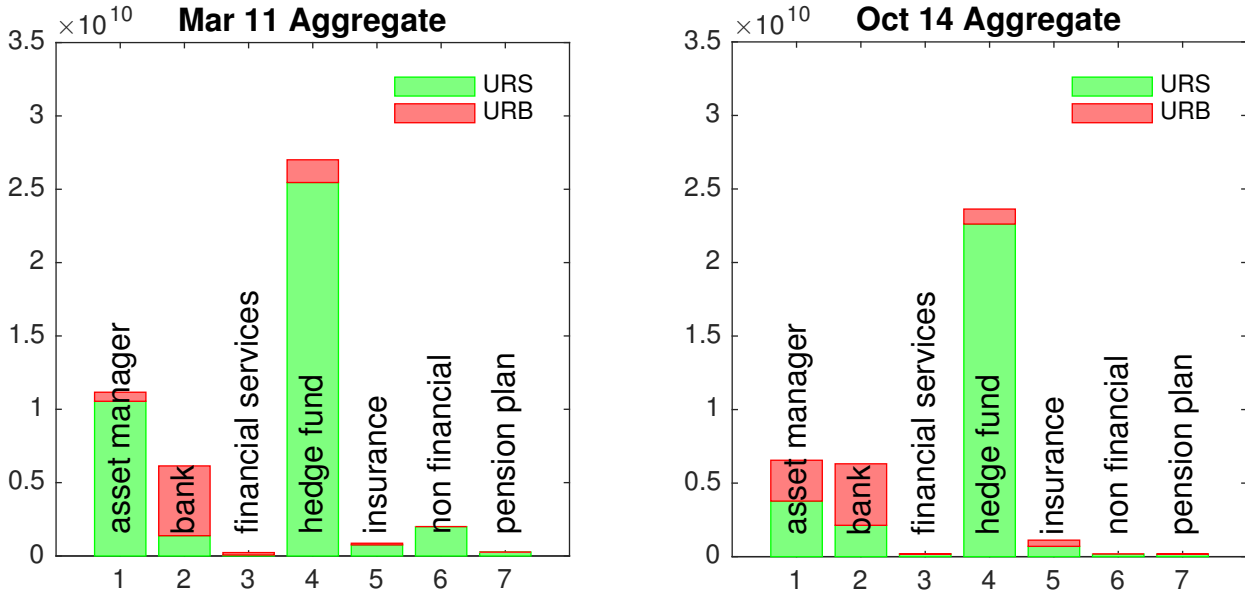 Mar 11 Aggregate
×10^10
3.5
3
2.5
2
1.5
1
0.5
0
URS
URB
asset manager
bank
financial services
hedge fund
insurance
non financial
pension plan
1 2 3 4 5 6 7
Oct 14 Aggregate
×10^10
3.5
3
2.5
2
1.5
1
0.5
0
URS
URB
asset manager
bank
financial services
hedge fund
insurance
non financial
pension plan
1 2 3 4 5 6 7